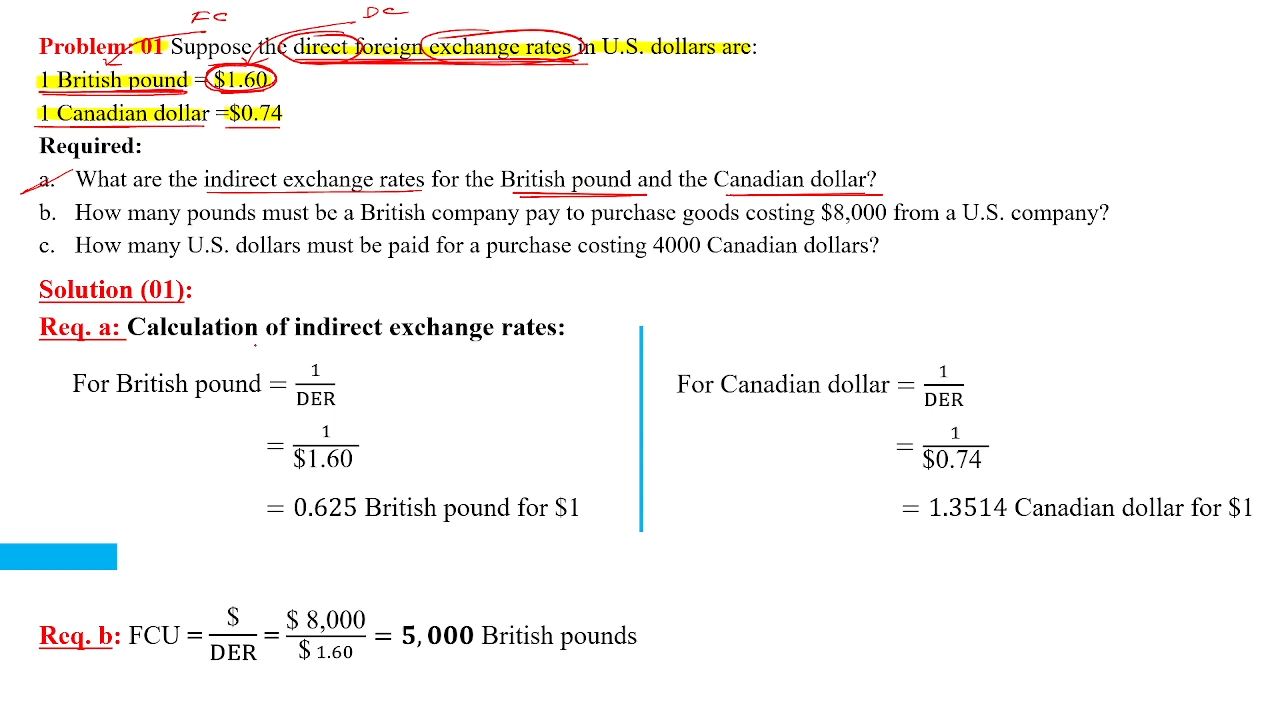 FC DC
Problem: 01 Suppose the direct foreign exchange rates in U.S. dollars are:
1 British pound = $1.60
1 Canadian dollar =$0.74
Required:
a. What are the indirect exchange rates for the British pound and the Canadian dollar?
b. How many pounds must be a British company pay to purchase goods costing $8,000 from a U.S. company?
c. How many U.S. dollars must be paid for a purchase costing 4000 Canadian dollars?
Solution (01):
Req. a: Calculation of indirect exchange rates:
For British pound = 1/DER
= 1/$1.60
= 0.625 British pound for $1
For Canadian dollar = 1/DER
= 1/$0.74
= 1.3514 Canadian dollar for $1
Req. b: FCU = $/DER = $ 8,000/$ 1.60 = 5,000 British pounds